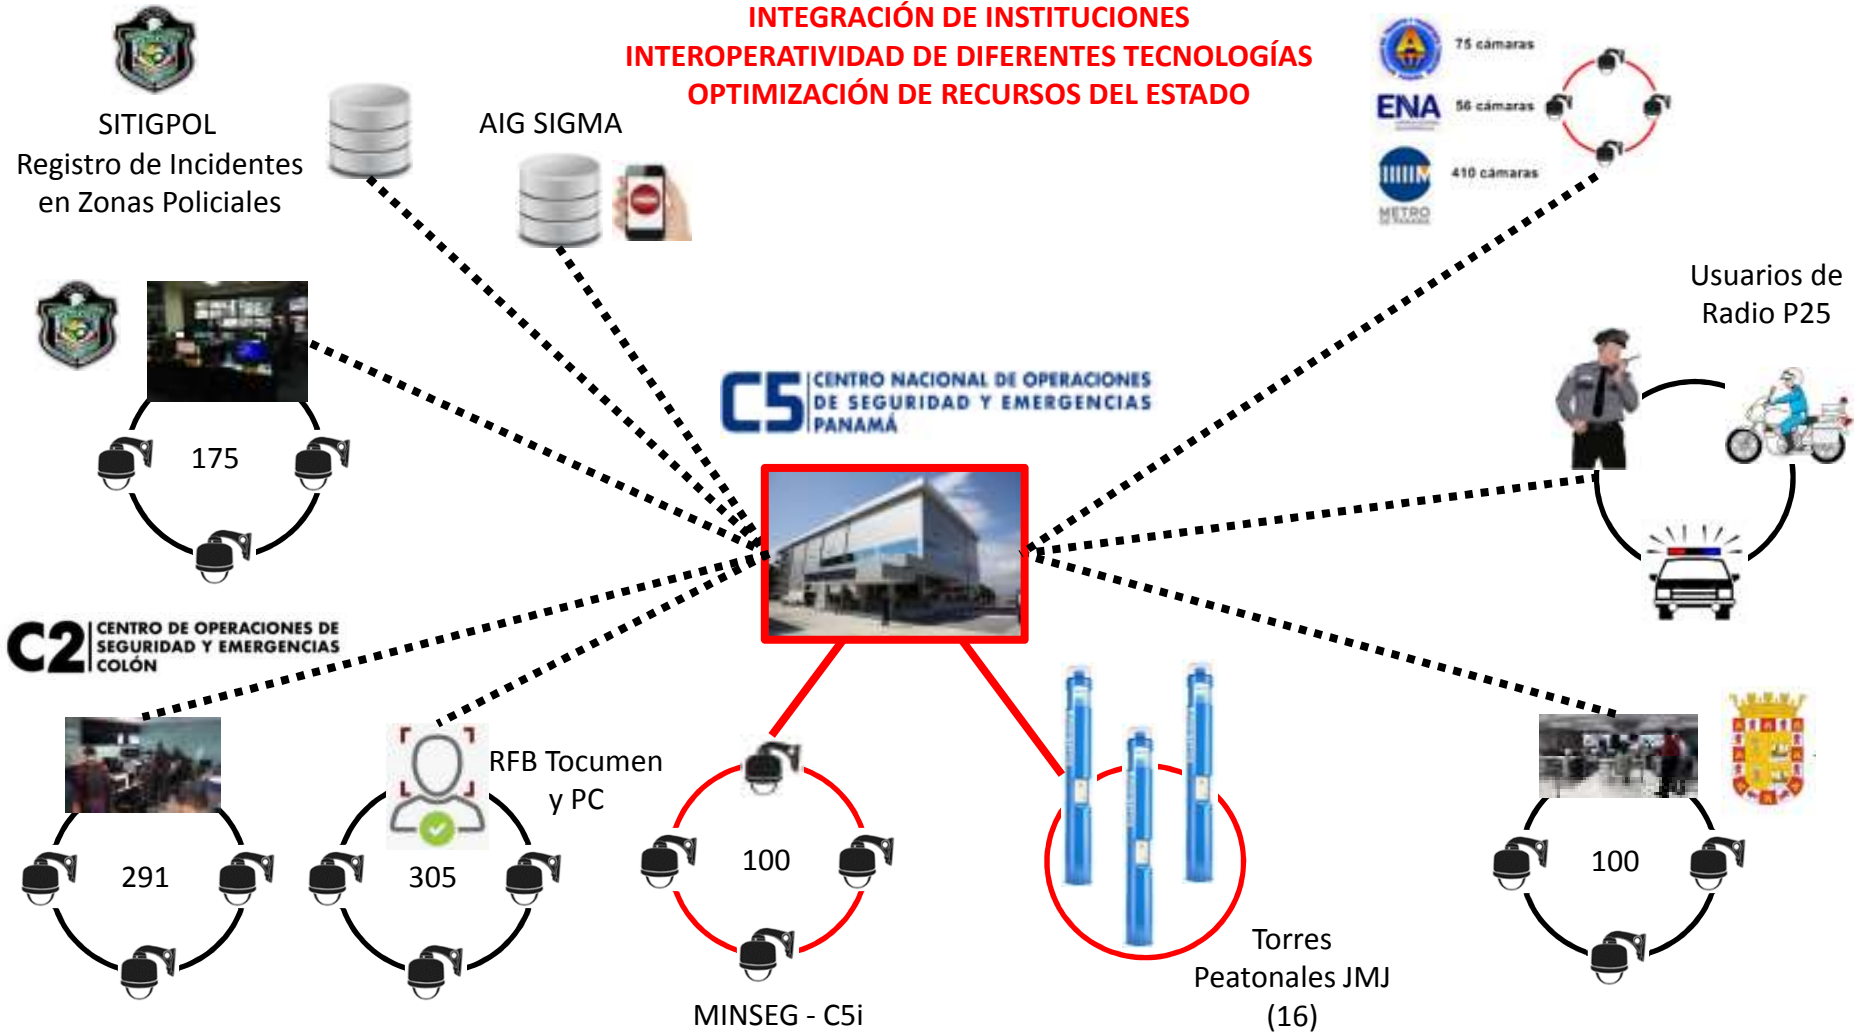 INTEGRACIÓN DE INSTITUCIONES
INTEROPERATIVIDAD DE DIFERENTES TECNOLOGÍAS
OPTIMIZACIÓN DE RECURSOS DEL ESTADO
SITIGPOL
Registro de Incidentes
en Zonas Policiales
AIG SIGMA
75 cámaras
ENA
56 cámaras
410 cámaras
METRO
DE PANAMÁ
Usuarios de
Radio P25
C5 CENTRO NACIONAL DE OPERACIONES
DE SEGURIDAD Y EMERGENCIAS
PANAMÁ
175
C2 CENTRO DE OPERACIONES DE
SEGURIDAD Y EMERGENCIAS
COLÓN
RFB Tocumen
y PC
291
305
100
100
MINSEG - C5i
Torres
Peatonales JMJ
(16)